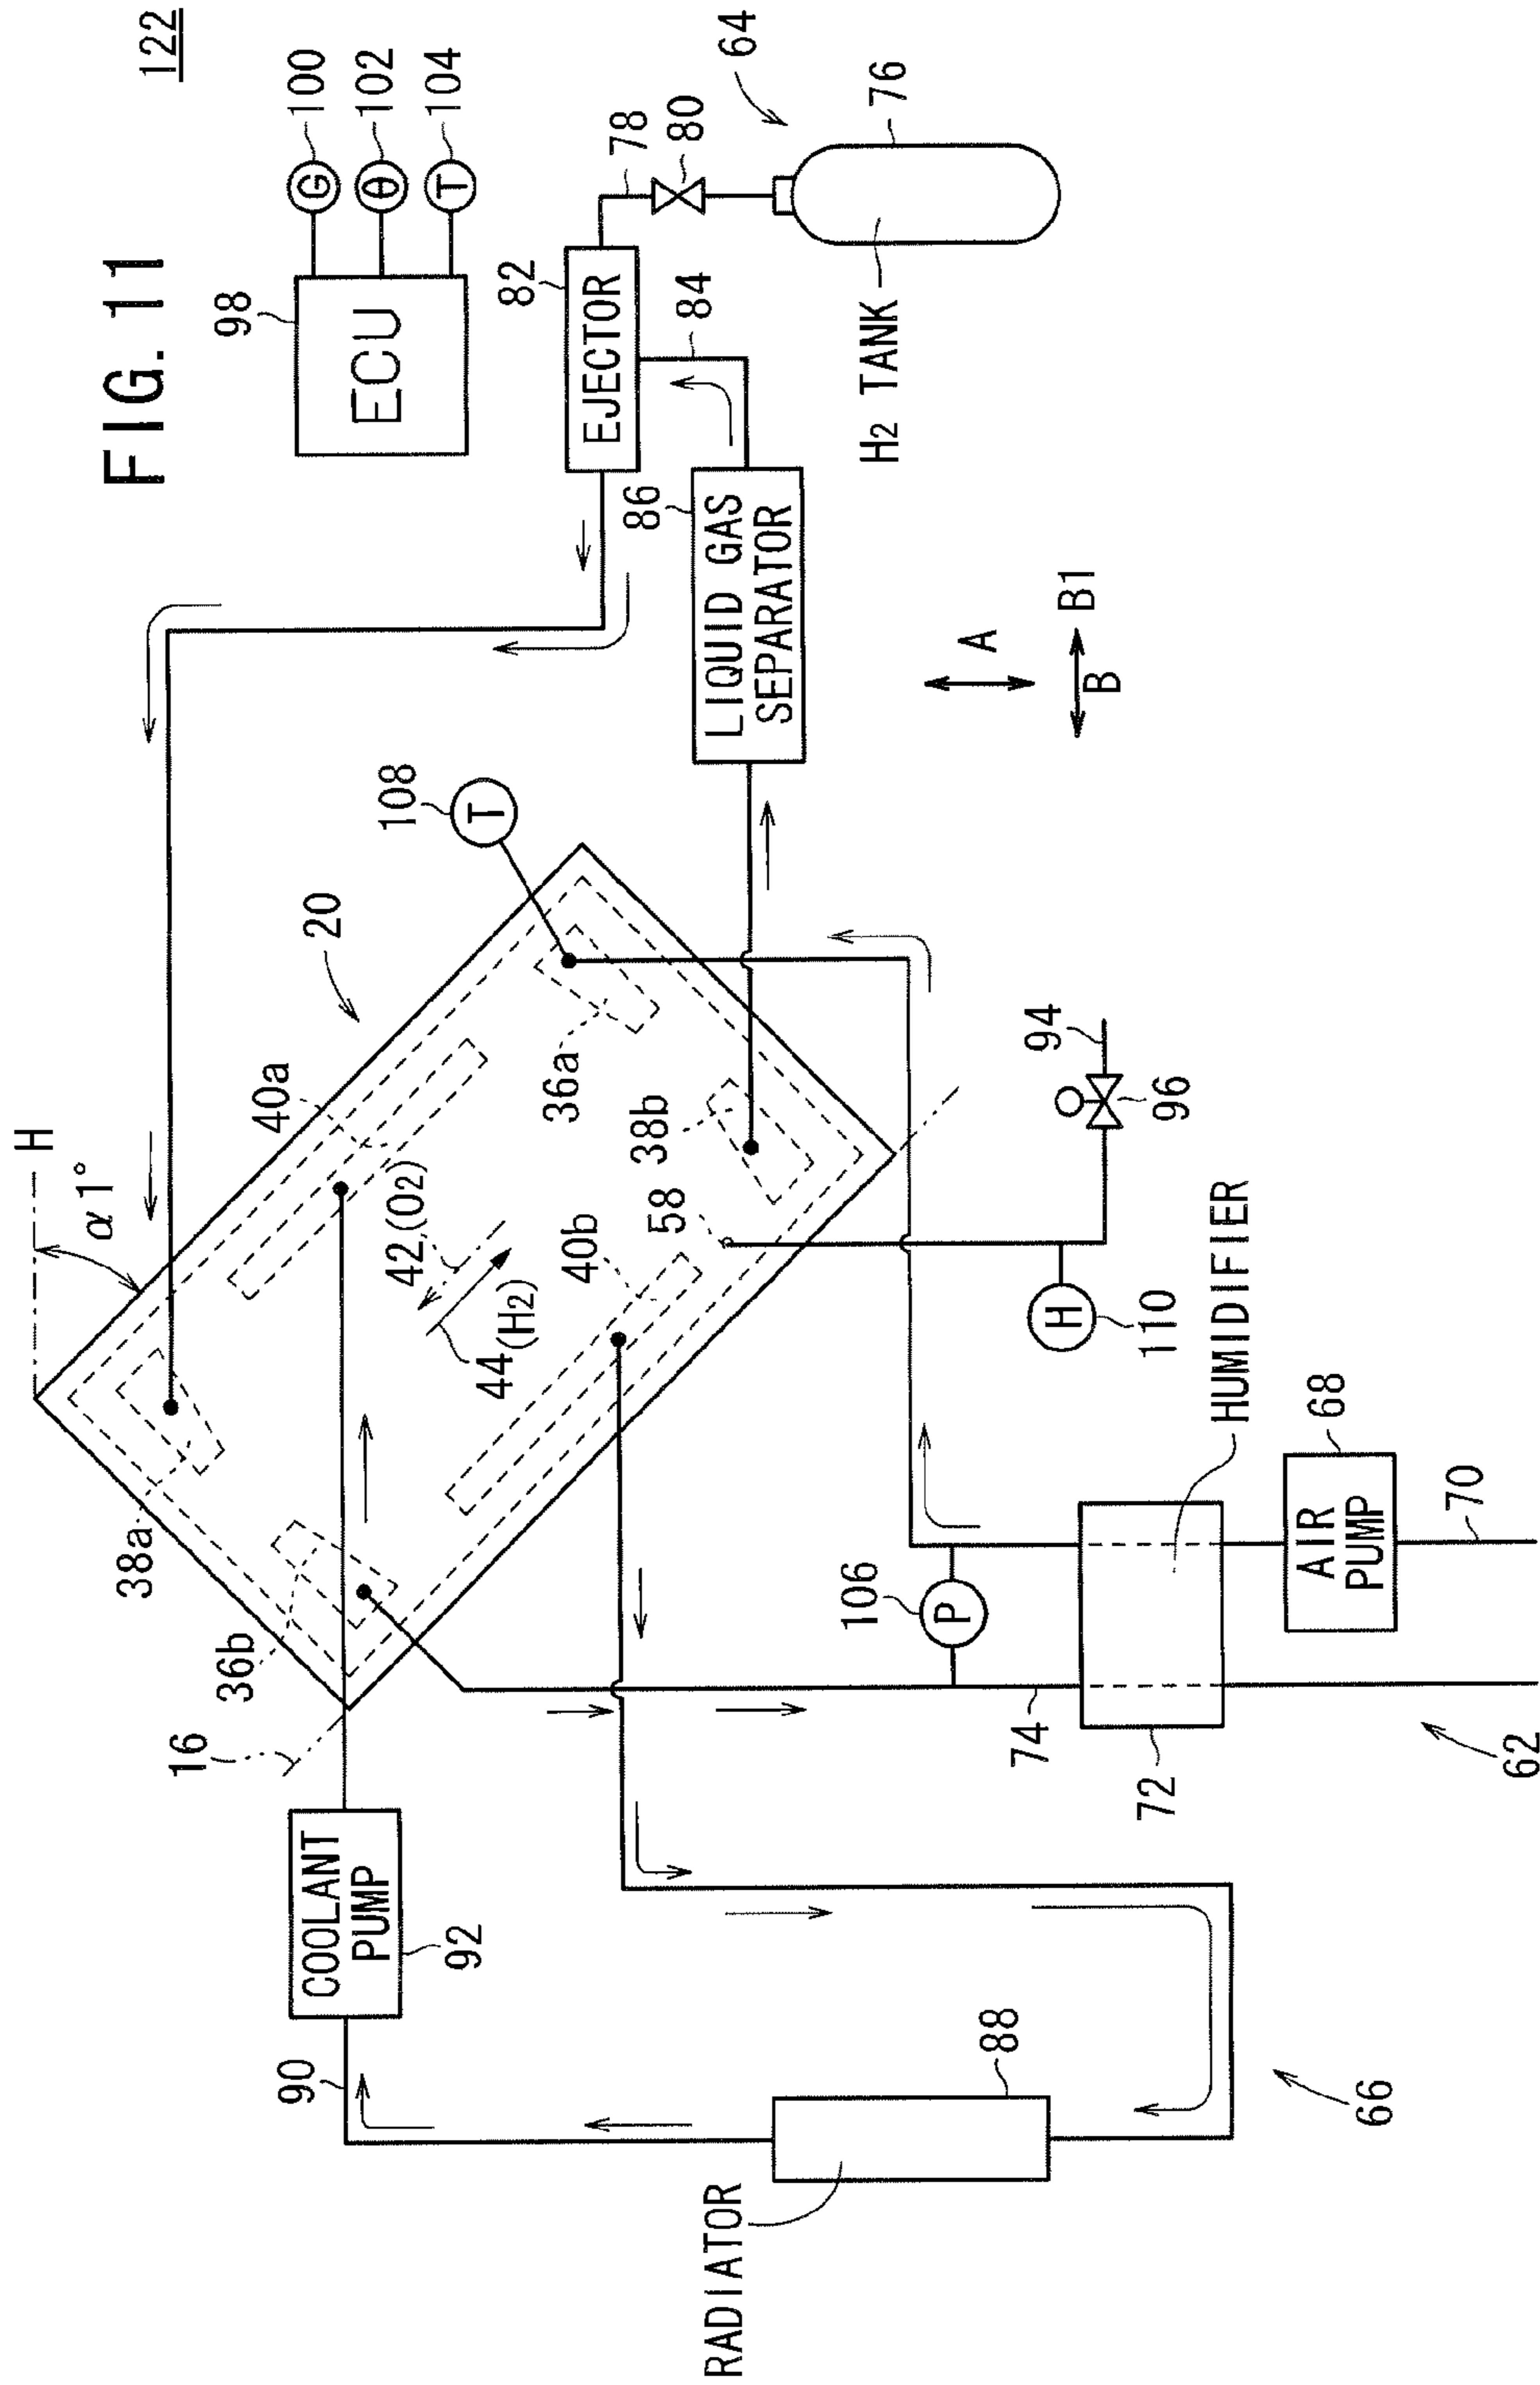 FIG. 11
122
H
α1°
20
38a
40a
36b
16
42(O2)
44(H2)
36a
38b
58
40b
108
T
COOLANT
PUMP
92
90
RADIATOR
88
66
ECU
98
G
100
θ
102
T
104
EJECTOR
82
78
80
84
64
76
H2 TANK
LIQUID GAS
SEPARATOR
86
A
B
B1
94
96
H
110
HUMIDIFIER
106
P
74
72
AIR
PUMP
68
70
62